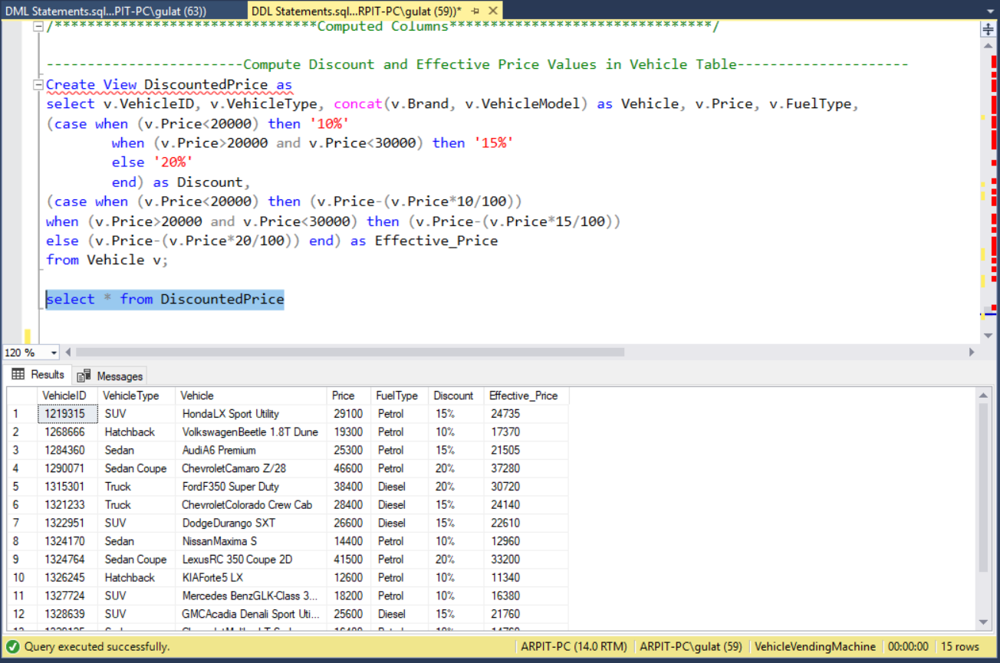 DML Statements.sql...PIT-PC\gulat (63))
DDL Statements.sql...RPIT-PC\gulat (59))*
/********************************Computed Columns********************************/
------------------------Compute Discount and Effective Price Values in Vehicle Table---------------------
Create View DiscountedPrice as
select v.VehicleID, v.VehicleType, concat(v.Brand, v.VehicleModel) as Vehicle, v.Price, v.FuelType,
(case when (v.Price<20000) then '10%'
when (v.Price>20000 and v.Price<30000) then '15%'
else '20%'
end) as Discount,
(case when (v.Price<20000) then (v.Price-(v.Price*10/100))
when (v.Price>20000 and v.Price<30000) then (v.Price-(v.Price*15/100))
else (v.Price-(v.Price*20/100)) end) as Effective_Price
from Vehicle v;
select * from DiscountedPrice
120 %
Results Messages
VehicleID VehicleType Vehicle Price FuelType Discount Effective_Price
1 1219315 SUV HondaLX Sport Utility 29100 Petrol 15% 24735
2 1268666 Hatchback VolkswagenBeetle 1.8T Dune 19300 Petrol 10% 17370
3 1284360 Sedan AudiA6 Premium 25300 Petrol 15% 21505
4 1290071 Sedan Coupe ChevroletCamaro Z/28 46600 Petrol 20% 37280
5 1315301 Truck FordF350 Super Duty 38400 Diesel 20% 30720
6 1321233 Truck ChevroletColorado Crew Cab 28400 Diesel 15% 24140
7 1322951 SUV DodgeDurango SXT 26600 Diesel 15% 22610
8 1324170 Sedan NissanMaxima S 14400 Petrol 10% 12960
9 1324764 Sedan Coupe LexusRC 350 Coupe 2D 41500 Petrol 20% 33200
10 1326245 Hatchback KIAForte5 LX 12600 Petrol 10% 11340
11 1327724 SUV Mercedes BenzGLK-Class 3... 18200 Petrol 10% 16380
12 1328639 SUV GMCAcadia Denali Sport Uti... 25600 Diesel 15% 21760
Query executed successfully.
ARPIT-PC (14.0 RTM) ARPIT-PC\gulat (59) VehicleVendingMachine 00:00:00 15 rows